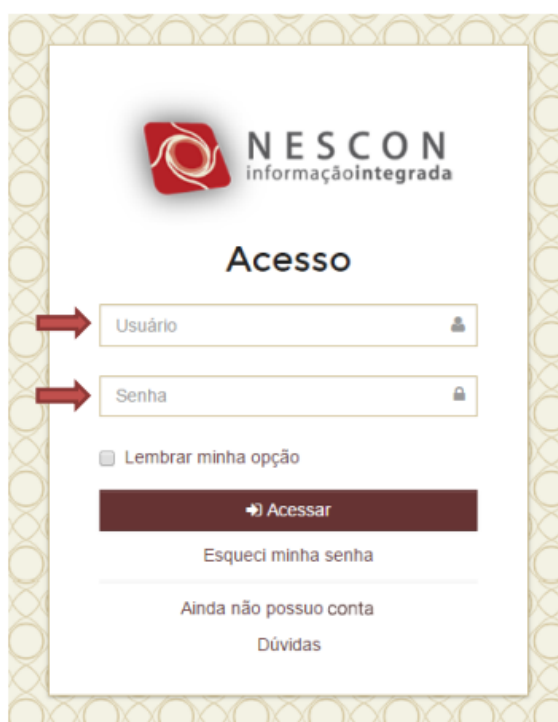 NESCON
informaçãointegrada
Acesso
Usuário
Senha
Lembrar minha opção
Acessar
Esqueci minha senha
Ainda não possuo conta
Dúvidas